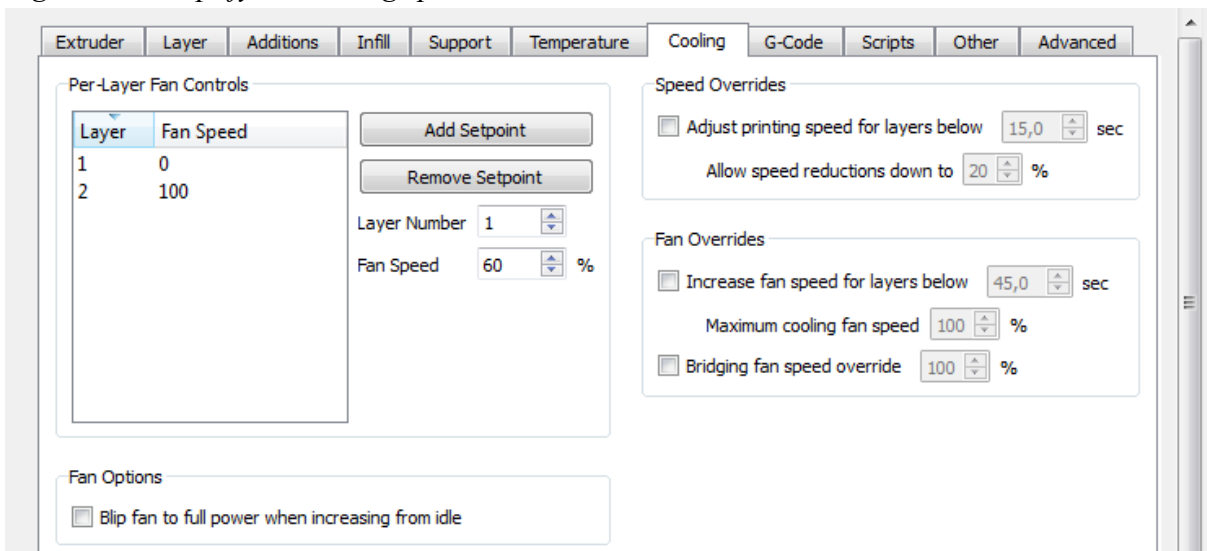 Extruder Layer Additions Infill Support Temperature Cooling G-Code Scripts Other Advanced
Per-Layer Fan Controls
Layer Fan Speed
1 0
2 100
Add Setpoint
Remove Setpoint
Layer Number 1
Fan Speed 60 %
Speed Overrides
Adjust printing speed for layers below 15,0 sec
Allow speed reductions down to 20 %
Fan Overrides
Increase fan speed for layers below 45,0 sec
Maximum cooling fan speed 100 %
Bridging fan speed override 100 %
Fan Options
Blip fan to full power when increasing from idle